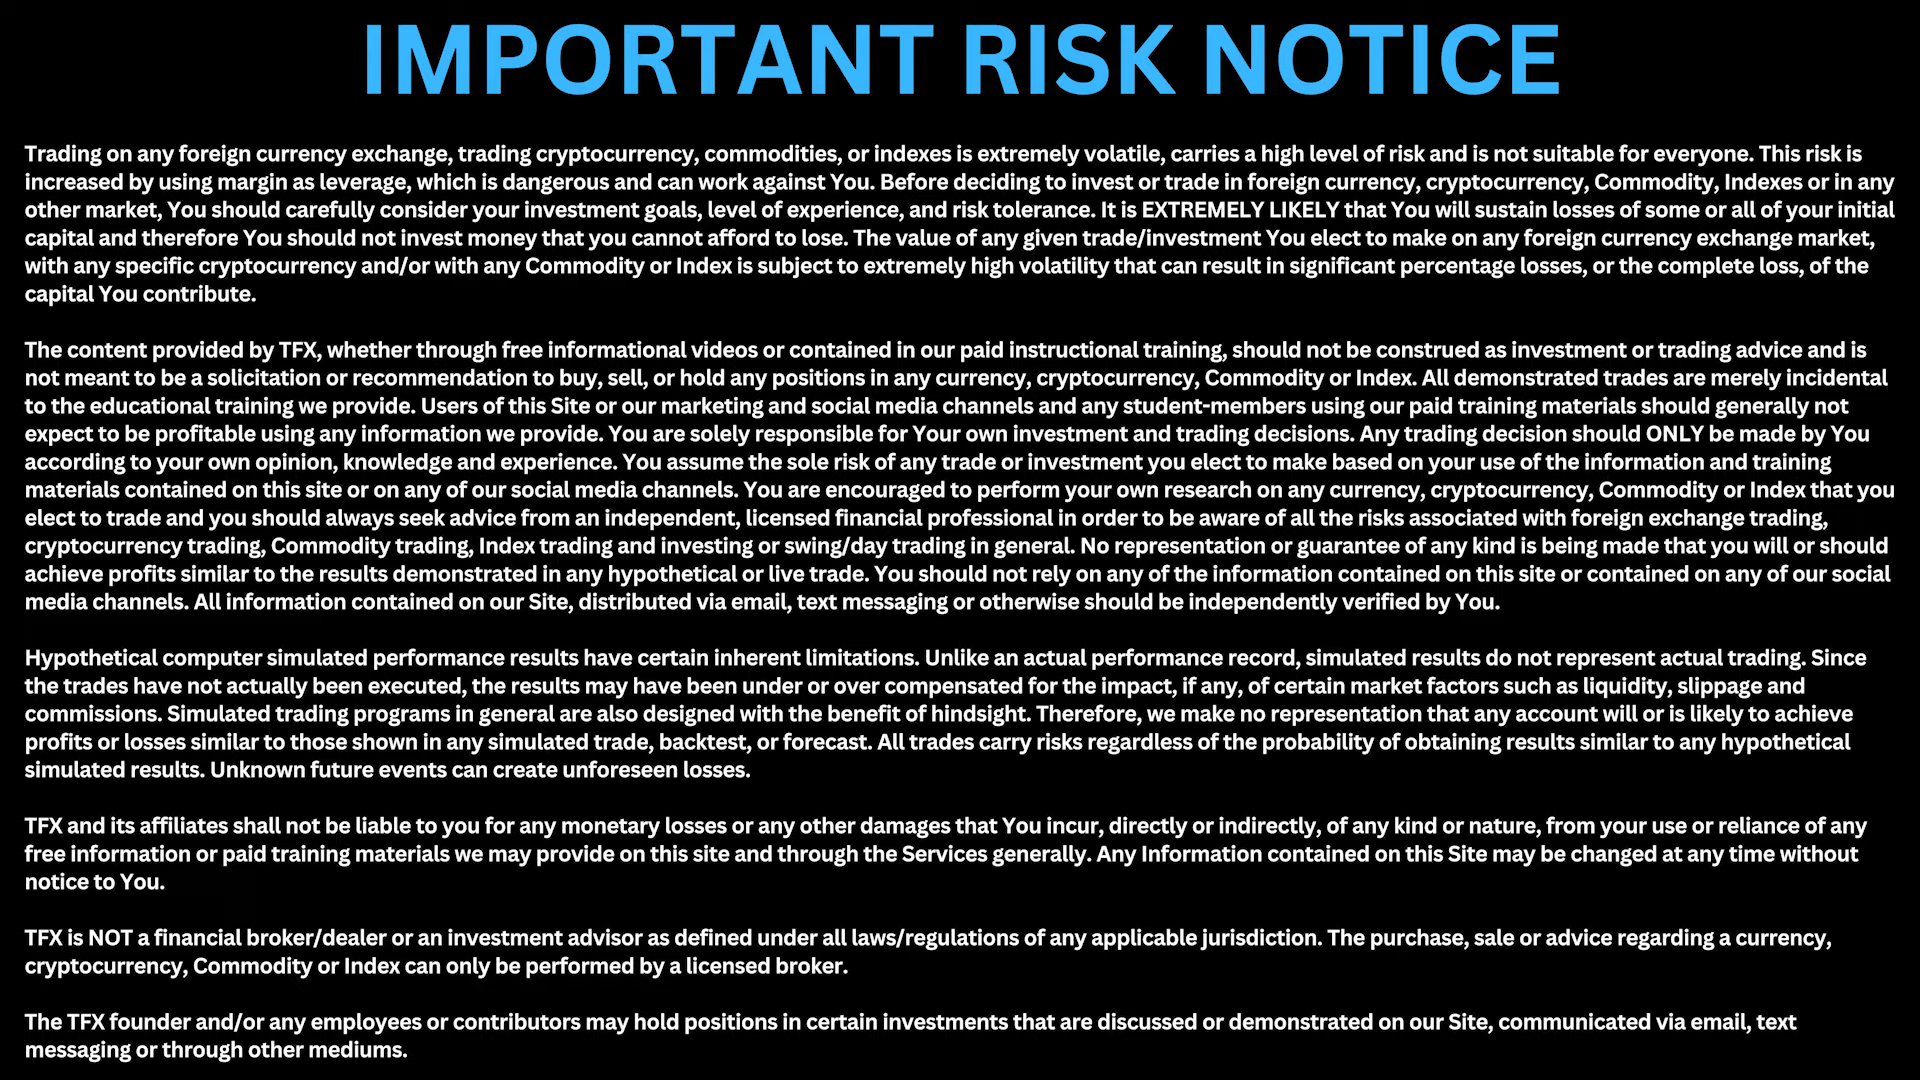 IMPORTANT RISK NOTICE
Trading on any foreign currency exchange, trading cryptocurrency, commodities, or indexes is extremely volatile, carries a high level of risk and is not suitable for everyone. This risk is
increased by using margin as leverage, which is dangerous and can work against You. Before deciding to invest or trade in foreign currency, cryptocurrency, Commodity, Indexes or in any
other market, You should carefully consider your investment goals, level of experience, and risk tolerance. It is EXTREMELY LIKELY that You will sustain losses of some or all of your initial
capital and therefore You should not invest money that you cannot afford to lose. The value of any given trade/investment You elect to make on any foreign currency exchange market,
with any specific cryptocurrency and/or with any Commodity or Index is subject to extremely high volatility that can result in significant percentage losses, or the complete loss, of the
capital You contribute.
The content provided by TFX, whether through free informational videos or contained in our paid instructional training, should not be construed as investment or trading advice and is
not meant to be a solicitation or recommendation to buy, sell, or hold any positions in any currency, cryptocurrency, Commodity or Index. All demonstrated trades are merely incidental
to the educational training we provide. Users of this Site or our marketing and social media channels and any student-members using our paid training materials should generally not
expect to be profitable using any information we provide. You are solely responsible for Your own investment and trading decisions. Any trading decision should ONLY be made by You
according to your own opinion, knowledge and experience. You assume the sole risk of any trade or investment you elect to make based on your use of the information and training
materials contained on this site or on any of our social media channels. You are encouraged to perform your own research on any currency, cryptocurrency, Commodity or Index that you
elect to trade and you should always seek advice from an independent, licensed financial professional in order to be aware of all the risks associated with foreign exchange trading,
cryptocurrency trading, Commodity trading, Index trading and investing or swing/day trading in general. No representation or guarantee of any kind is being made that you will or should
achieve profits similar to the results demonstrated in any hypothetical or live trade. You should not rely on any of the information contained on this site or contained on any of our social
media channels. All information contained on our Site, distributed via email, text messaging or otherwise should be independently verified by You.
Hypothetical computer simulated performance results have certain inherent limitations. Unlike an actual performance record, simulated results do not represent actual trading. Since
the trades have not actually been executed, the results may have been under or over compensated for the impact, if any, of certain market factors such as liquidity, slippage and
commissions. Simulated trading programs in general are also designed with the benefit of hindsight. Therefore, we make no representation that any account will or is likely to achieve
profits or losses similar to those shown in any simulated trade, backtest, or forecast. All trades carry risks regardless of the probability of obtaining results similar to any hypothetical
simulated results. Unknown future events can create unforeseen losses.
TFX and its affiliates shall not be liable to you for any monetary losses or any other damages that You incur, directly or indirectly, of any kind or nature, from your use or reliance of any
free information or paid training materials we may provide on this site and through the Services generally. Any Information contained on this Site may be changed at any time without
notice to You.
TFX is NOT a financial broker/dealer or an investment advisor as defined under all laws/regulations of any applicable jurisdiction. The purchase, sale or advice regarding a currency,
cryptocurrency, Commodity or Index can only be performed by a licensed broker.
The TFX founder and/or any employees or contributors may hold positions in certain investments that are discussed or demonstrated on our Site, communicated via email, text
messaging or through other mediums.